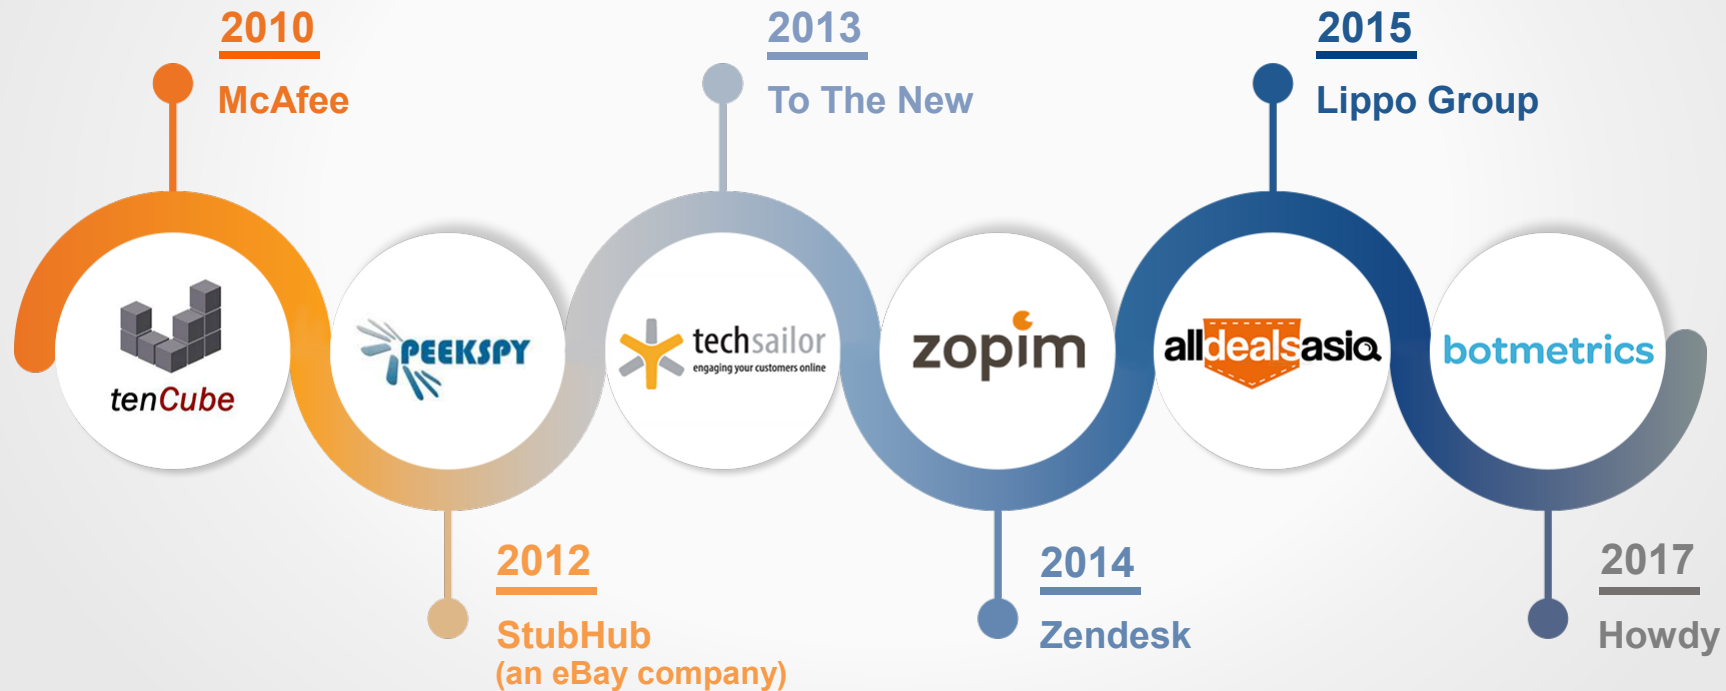 2010
McAfee
2013
To The New
2015
Lippo Group
tenCube
PEEKSPY
techsailor
engaging your customers online
zopim
alldealsasia
botmetrics
2012
StubHub
(an eBay company)
2014
Zendesk
2017
Howdy